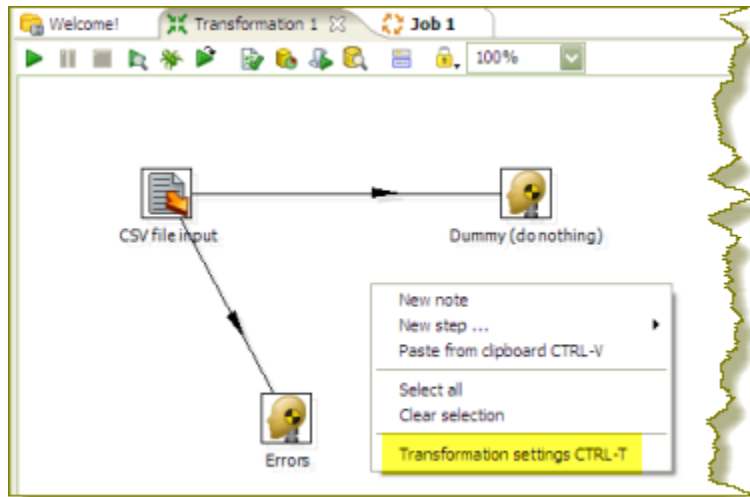 Welcome! Transformation 1 Job 1
100%
CSV file input
Dummy (do nothing)
New note
New step ...
Paste from clipboard CTRL-V
Select all
Clear selection
Transformation settings CTRL-T
Errors